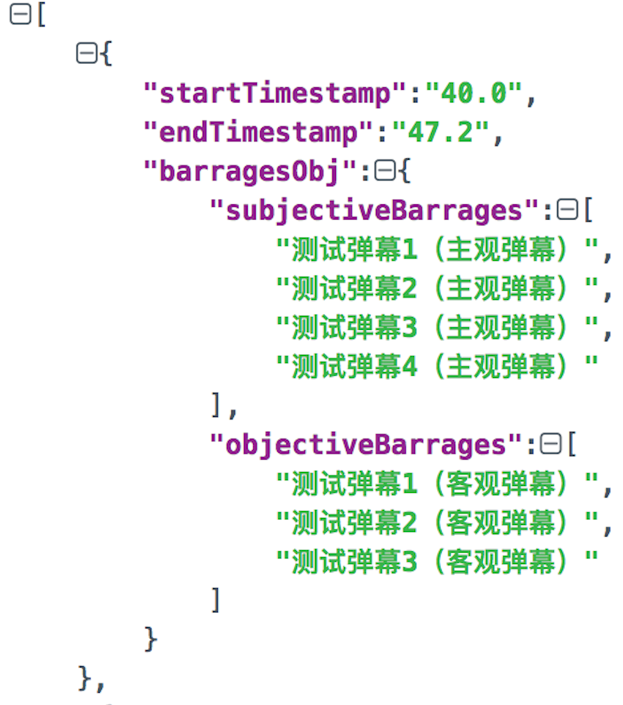 [
{
"startTimestamp":"40.0",
"endTimestamp":"47.2",
"barragesObj":{
"subjectiveBarrages":[
"测试弹幕1（主观弹幕）",
"测试弹幕2（主观弹幕）",
"测试弹幕3（主观弹幕）",
"测试弹幕4（主观弹幕）"
],
"objectiveBarrages":[
"测试弹幕1（客观弹幕）",
"测试弹幕2（客观弹幕）",
"测试弹幕3（客观弹幕）"
]
}
},